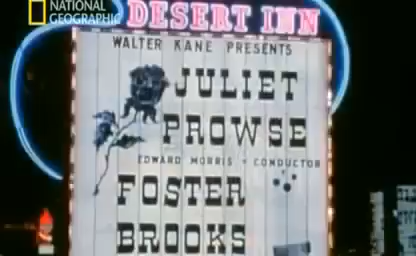 NATIONAL
GEOGRAPHIC
DESERT INN
WALTER KANE PRESENTS
JULIET
PROWSE
EDWARD MORRIS • CONDUCTOR
FOSTER
BROOKS